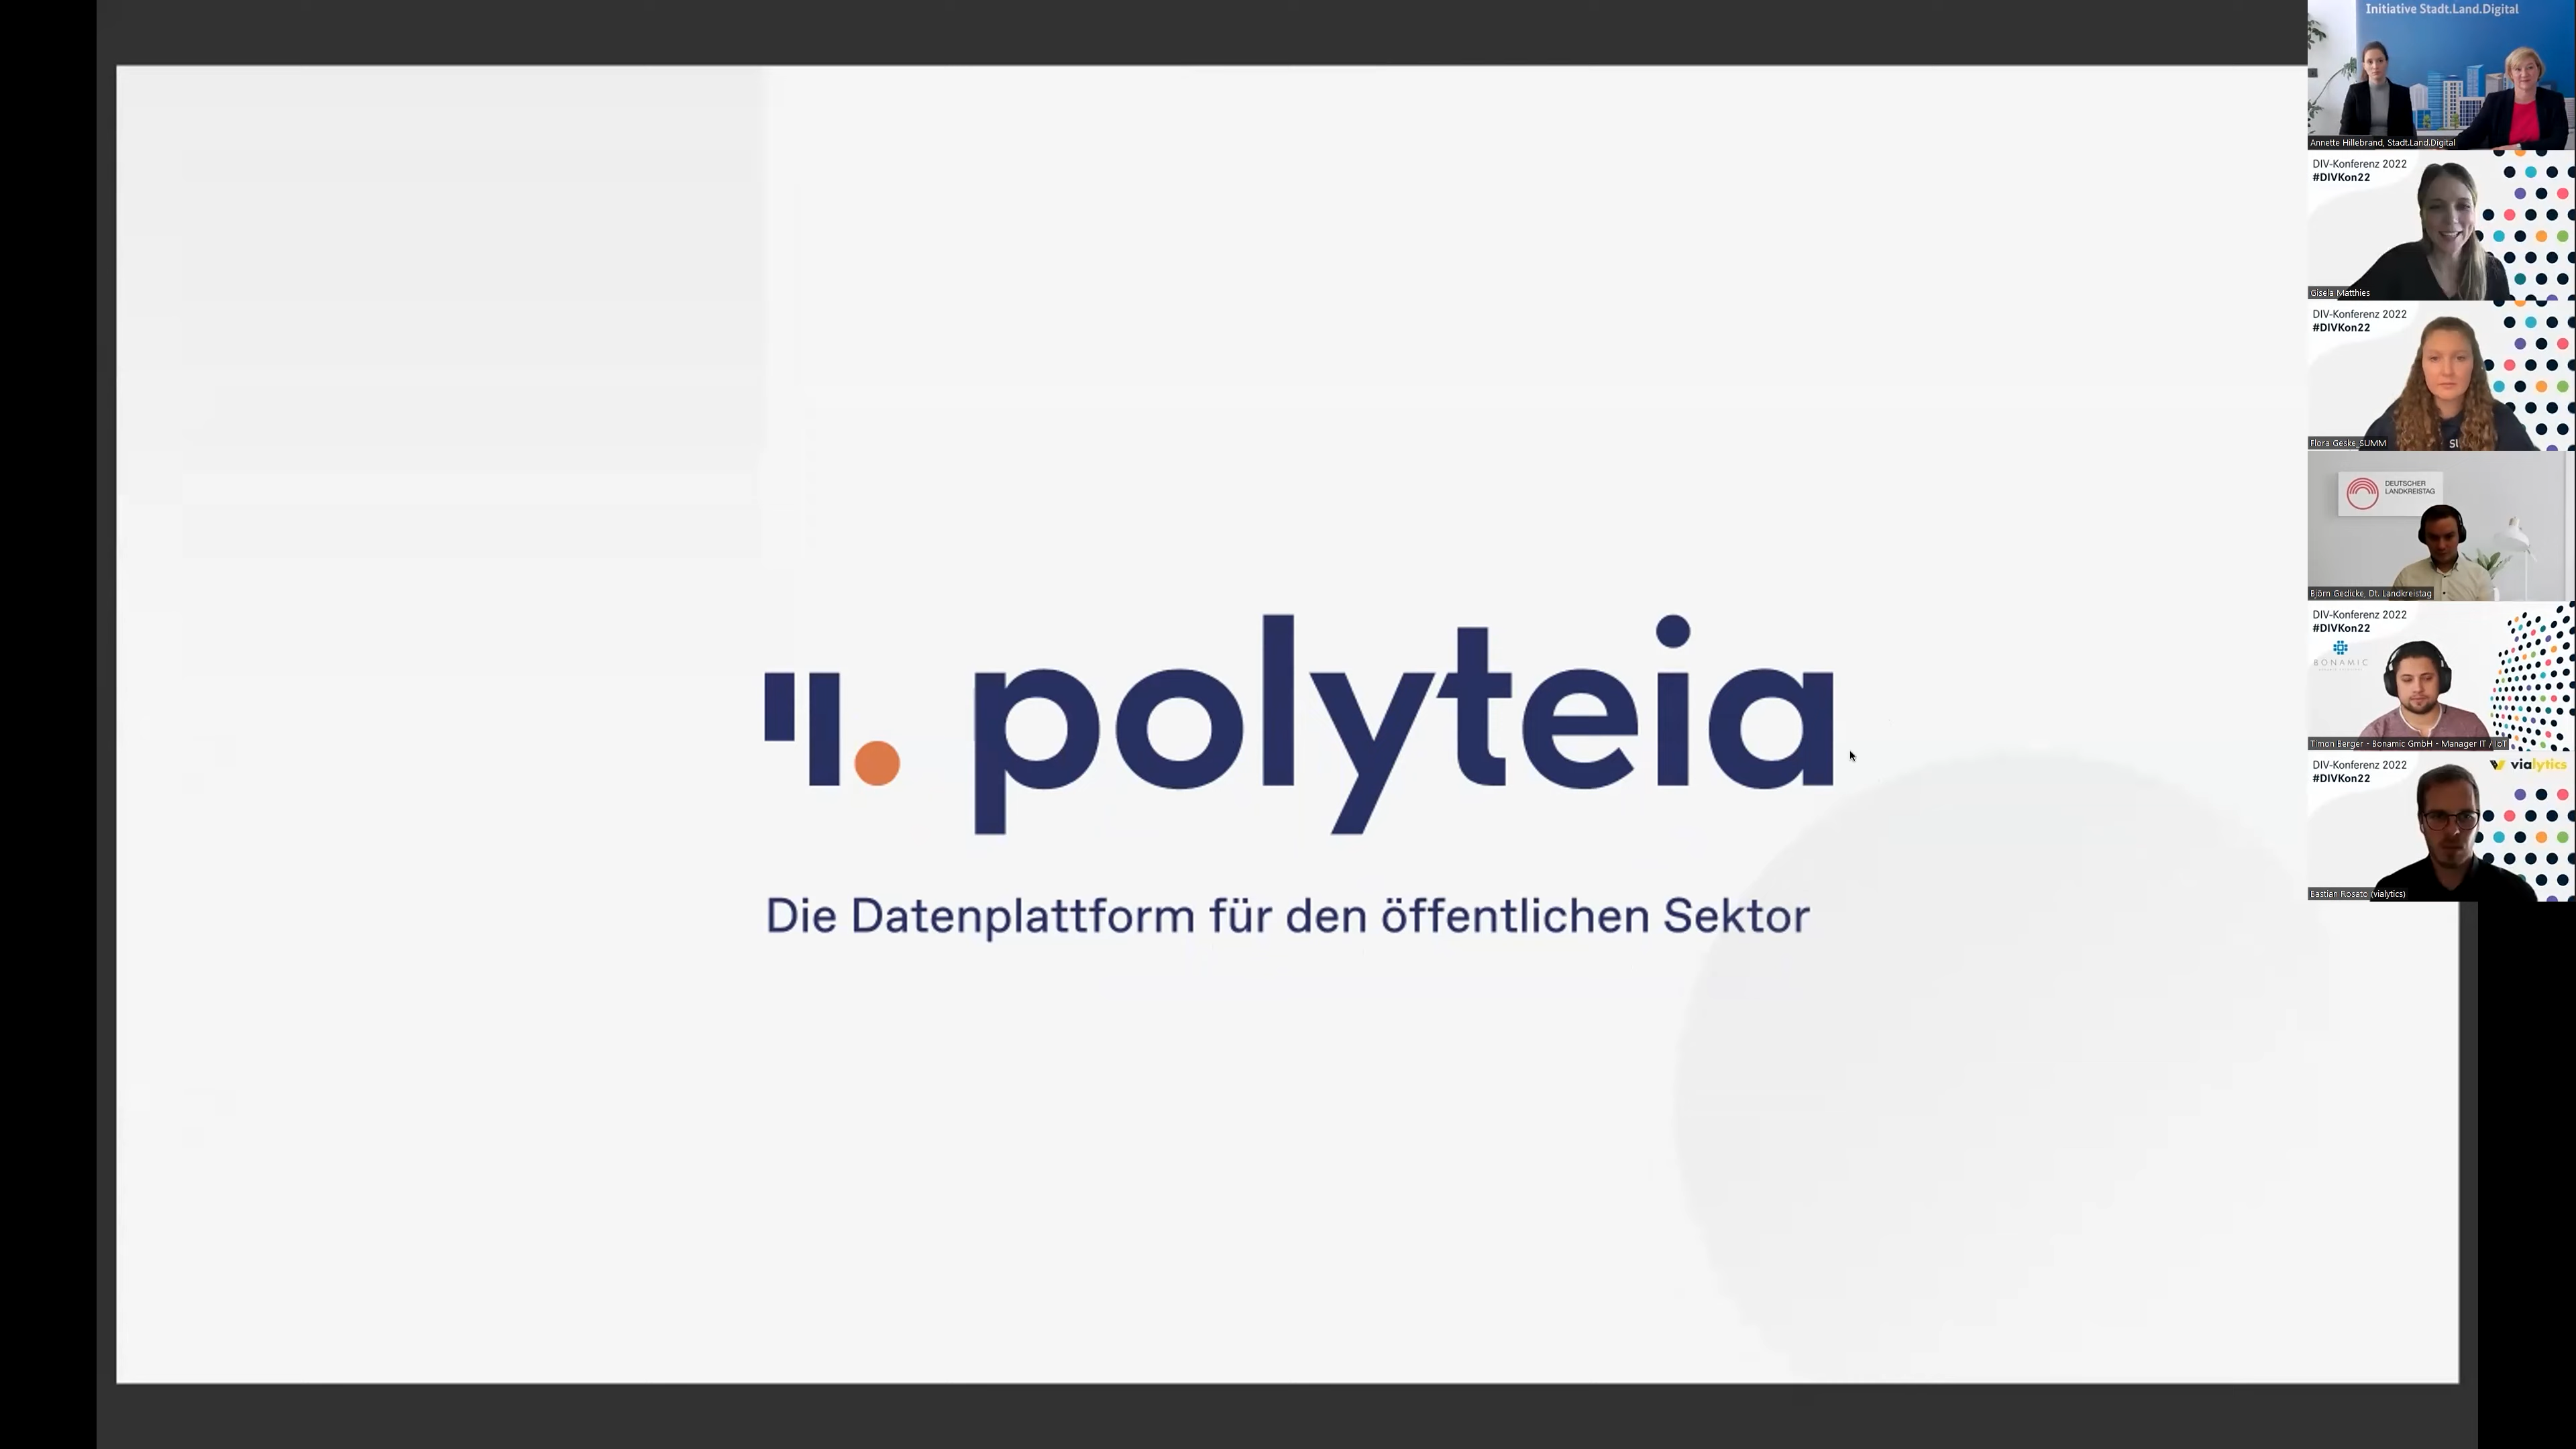 polyteia
Die Datenplattform für den öffentlichen Sektor
Initiative Stadt.Land.Digital
Annette Hillebrand, Stadt.Land.Digital
DIV-Konferenz 2022
#DIVKon22
Gisela Matthies
DIV-Konferenz 2022
#DIVKon22
Flora Geske_SUMM
DEUTSCHER
LANDKREISTAG
Björn Gedicke, Dt. Landkreistag
DIV-Konferenz 2022
#DIVKon22
BONAMIC
Timon Berger - Bonamic GmbH - Manager IT / IoT
DIV-Konferenz 2022
#DIVKon22
vialytics
Bastian Rosato (vialytics)